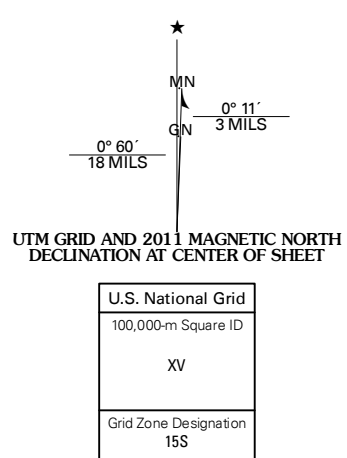 ★
MN
0° 11´
3 MILS
GN
0° 60´
18 MILS
UTM GRID AND 2011 MAGNETIC NORTH
DECLINATION AT CENTER OF SHEET
U.S. National Grid
100,000-m Square ID
XV
Grid Zone Designation
15S